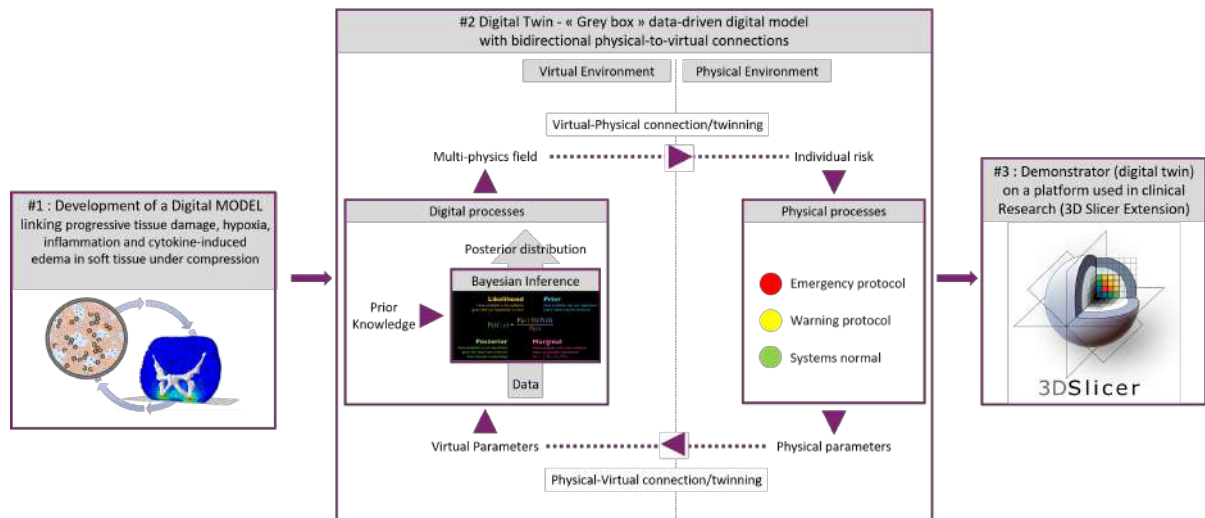 #2 Digital Twin - « Grey box » data-driven digital model
with bidirectional physical-to-virtual connections
Virtual Environment
Physical Environment
Virtual-Physical connection/twinning
Multi-physics field
Individual risk
#1 : Development of a Digital MODEL
linking progressive tissue damage, hypoxia,
inflammation and cytokine-induced
edema in soft tissue under compression
Digital processes
Posterior distribution
Bayesian Inference
Likelihood
Prior
Posterior
Marginal
Prior
Knowledge
Data
Physical processes
Emergency protocol
Warning protocol
Systems normal
Virtual Parameters
Physical parameters
Physical-Virtual connection/twinning
#3 : Demonstrator (digital twin)
on a platform used in clinical
Research (3D Slicer Extension)
3DSlicer